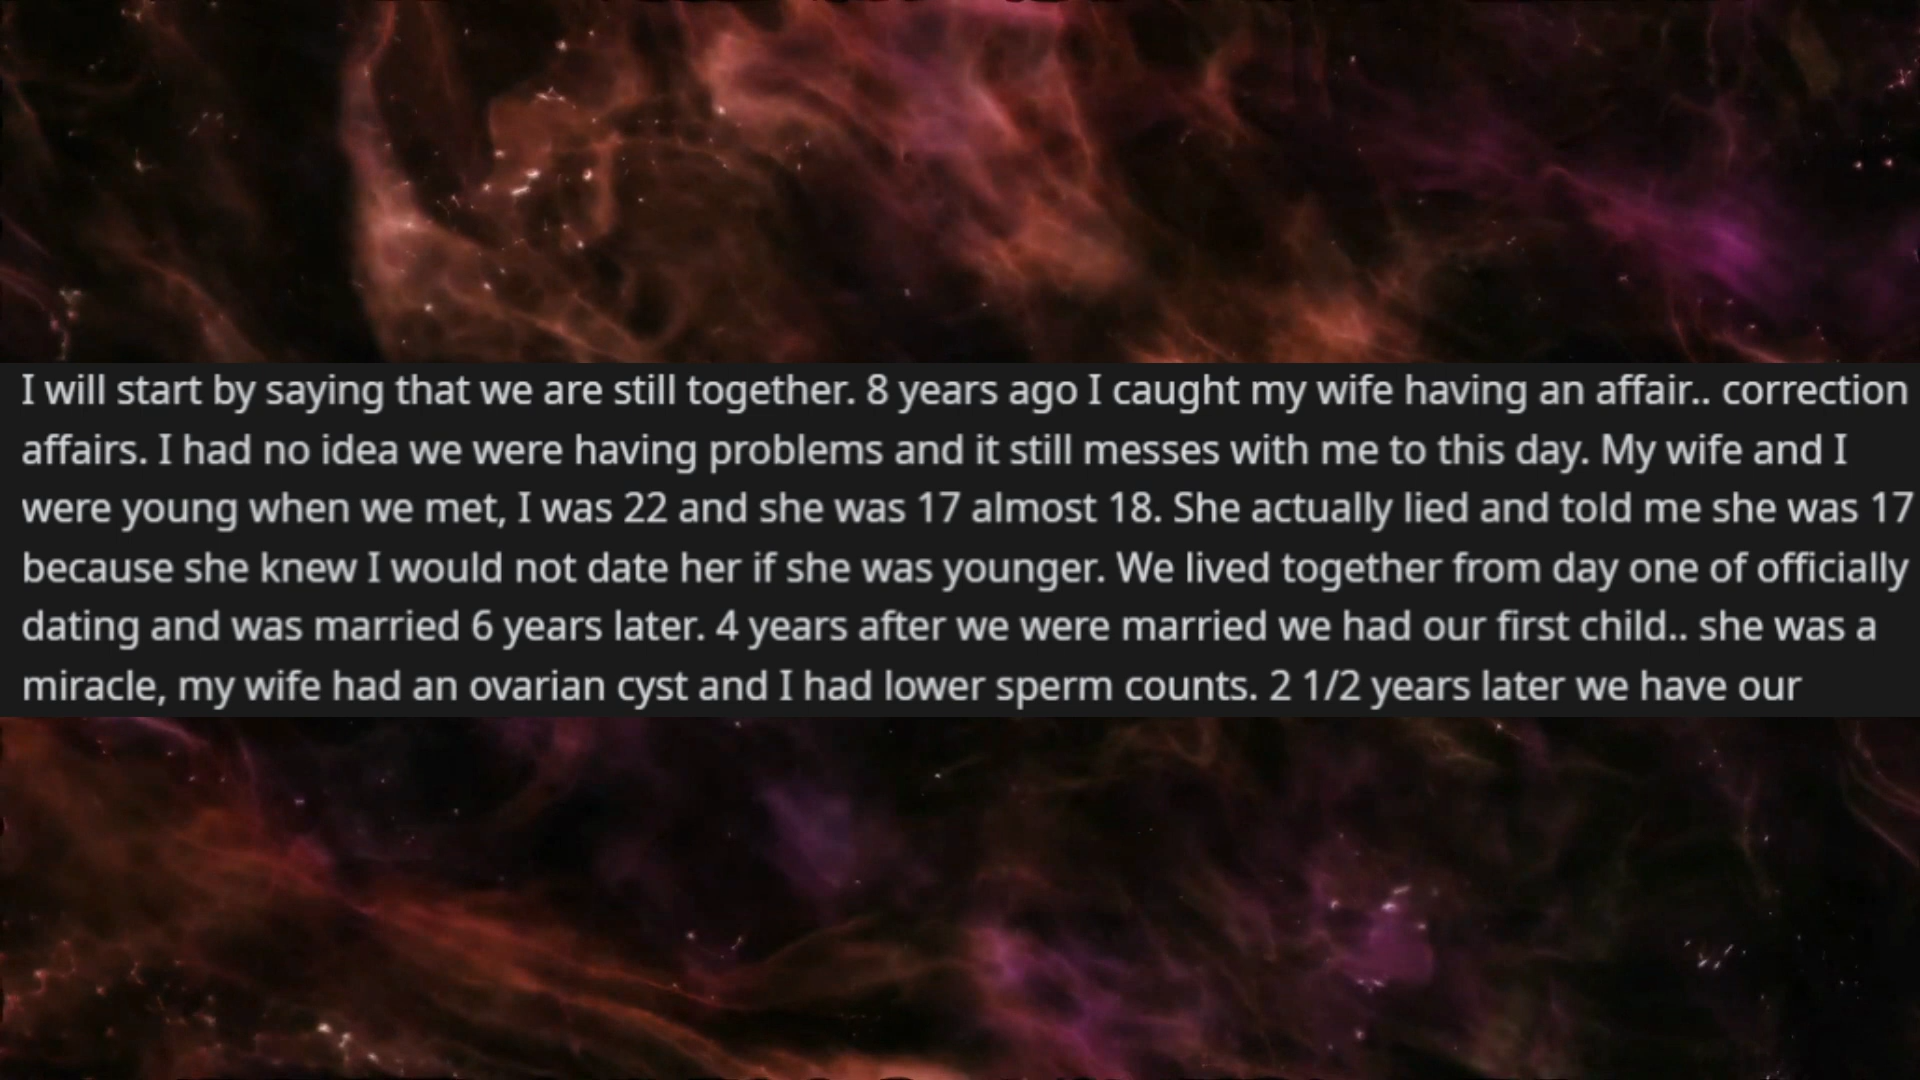 I will start by saying that we are still together. 8 years ago I caught my wife having an affair.. correction
affairs. I had no idea we were having problems and it still messes with me to this day. My wife and I
were young when we met, I was 22 and she was 17 almost 18. She actually lied and told me she was 17
because she knew I would not date her if she was younger. We lived together from day one of officially
dating and was married 6 years later. 4 years after we were married we had our first child.. she was a
miracle, my wife had an ovarian cyst and I had lower sperm counts. 2 1/2 years later we have our